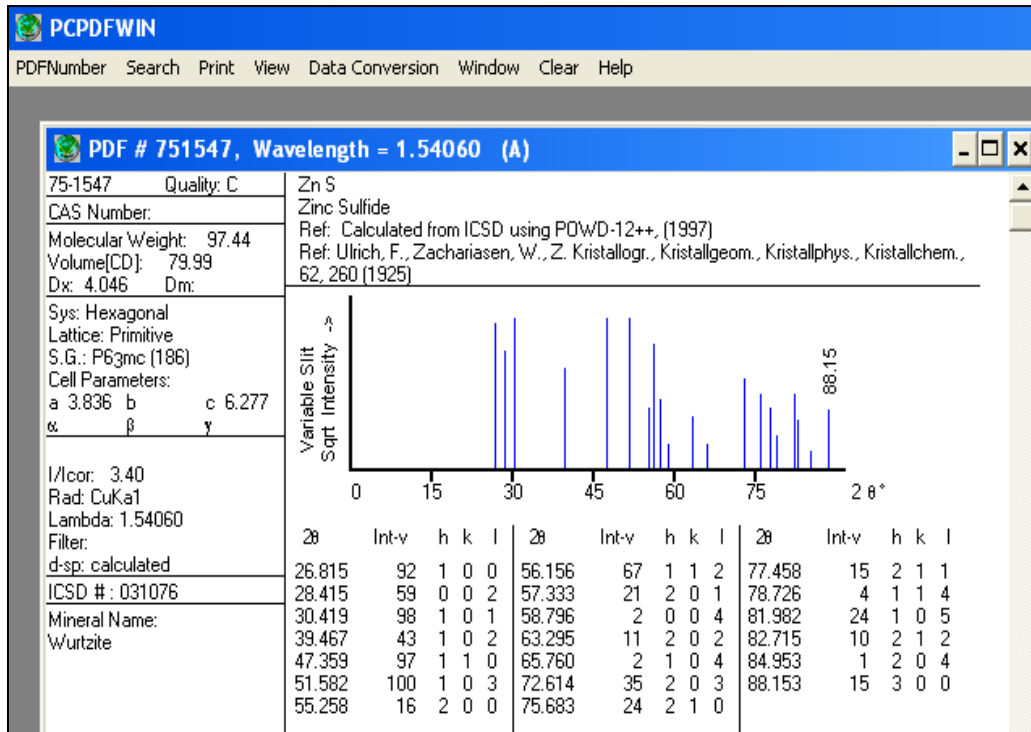 PCPDFWIN
PDFNumber Search Print View Data Conversion Window Clear Help
PDF # 751547, Wavelength = 1.54060 (A)
75-1547 Quality: C
CAS Number:
Molecular Weight: 97.44
Volume[CD]: 79.99
Dx: 4.046 Dm:
Sys: Hexagonal
Lattice: Primitive
S.G.: P63mc (186)
Cell Parameters:
a 3.836 b c 6.277
α β γ
I/Icor: 3.40
Rad: CuKa1
Lambda: 1.54060
Filter:
d-sp: calculated
ICSD # : 031076
Mineral Name:
Wurtzite
Zn S
Zinc Sulfide
Ref: Calculated from ICSD using POWD-12++, (1997)
Ref: Ulrich, F., Zachariasen, W., Z. Kristallogr., Kristallgeom., Kristallphys., Kristallchem.,
62, 260 (1925)
Variable Slit
Sqrt Intensity ->
88.15
0 15 30 45 60 75 2 θ °
2θ Int-v h k l 2θ Int-v h k l 2θ Int-v h k l
26.815 92 1 0 0 56.156 67 1 1 2 77.458 15 2 1 1
28.415 59 0 0 2 57.333 21 2 0 1 78.726 4 1 1 4
30.419 98 1 0 1 58.796 2 0 0 4 81.982 24 1 0 5
39.467 43 1 0 2 63.295 11 2 0 2 82.715 10 2 1 2
47.359 97 1 1 0 65.760 2 1 0 4 84.953 1 2 0 4
51.582 100 1 0 3 72.614 35 2 0 3 88.153 15 3 0 0
55.258 16 2 0 0 75.683 24 2 1 0